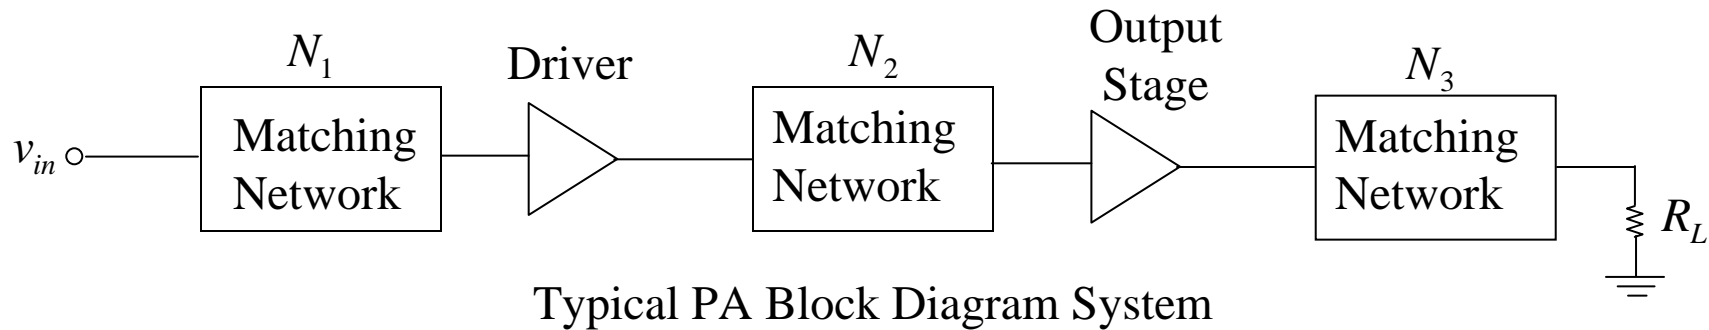 N1
Driver
N2
Output
Stage
N3
vin
Matching
Network
Matching
Network
Matching
Network
RL
Typical PA Block Diagram System